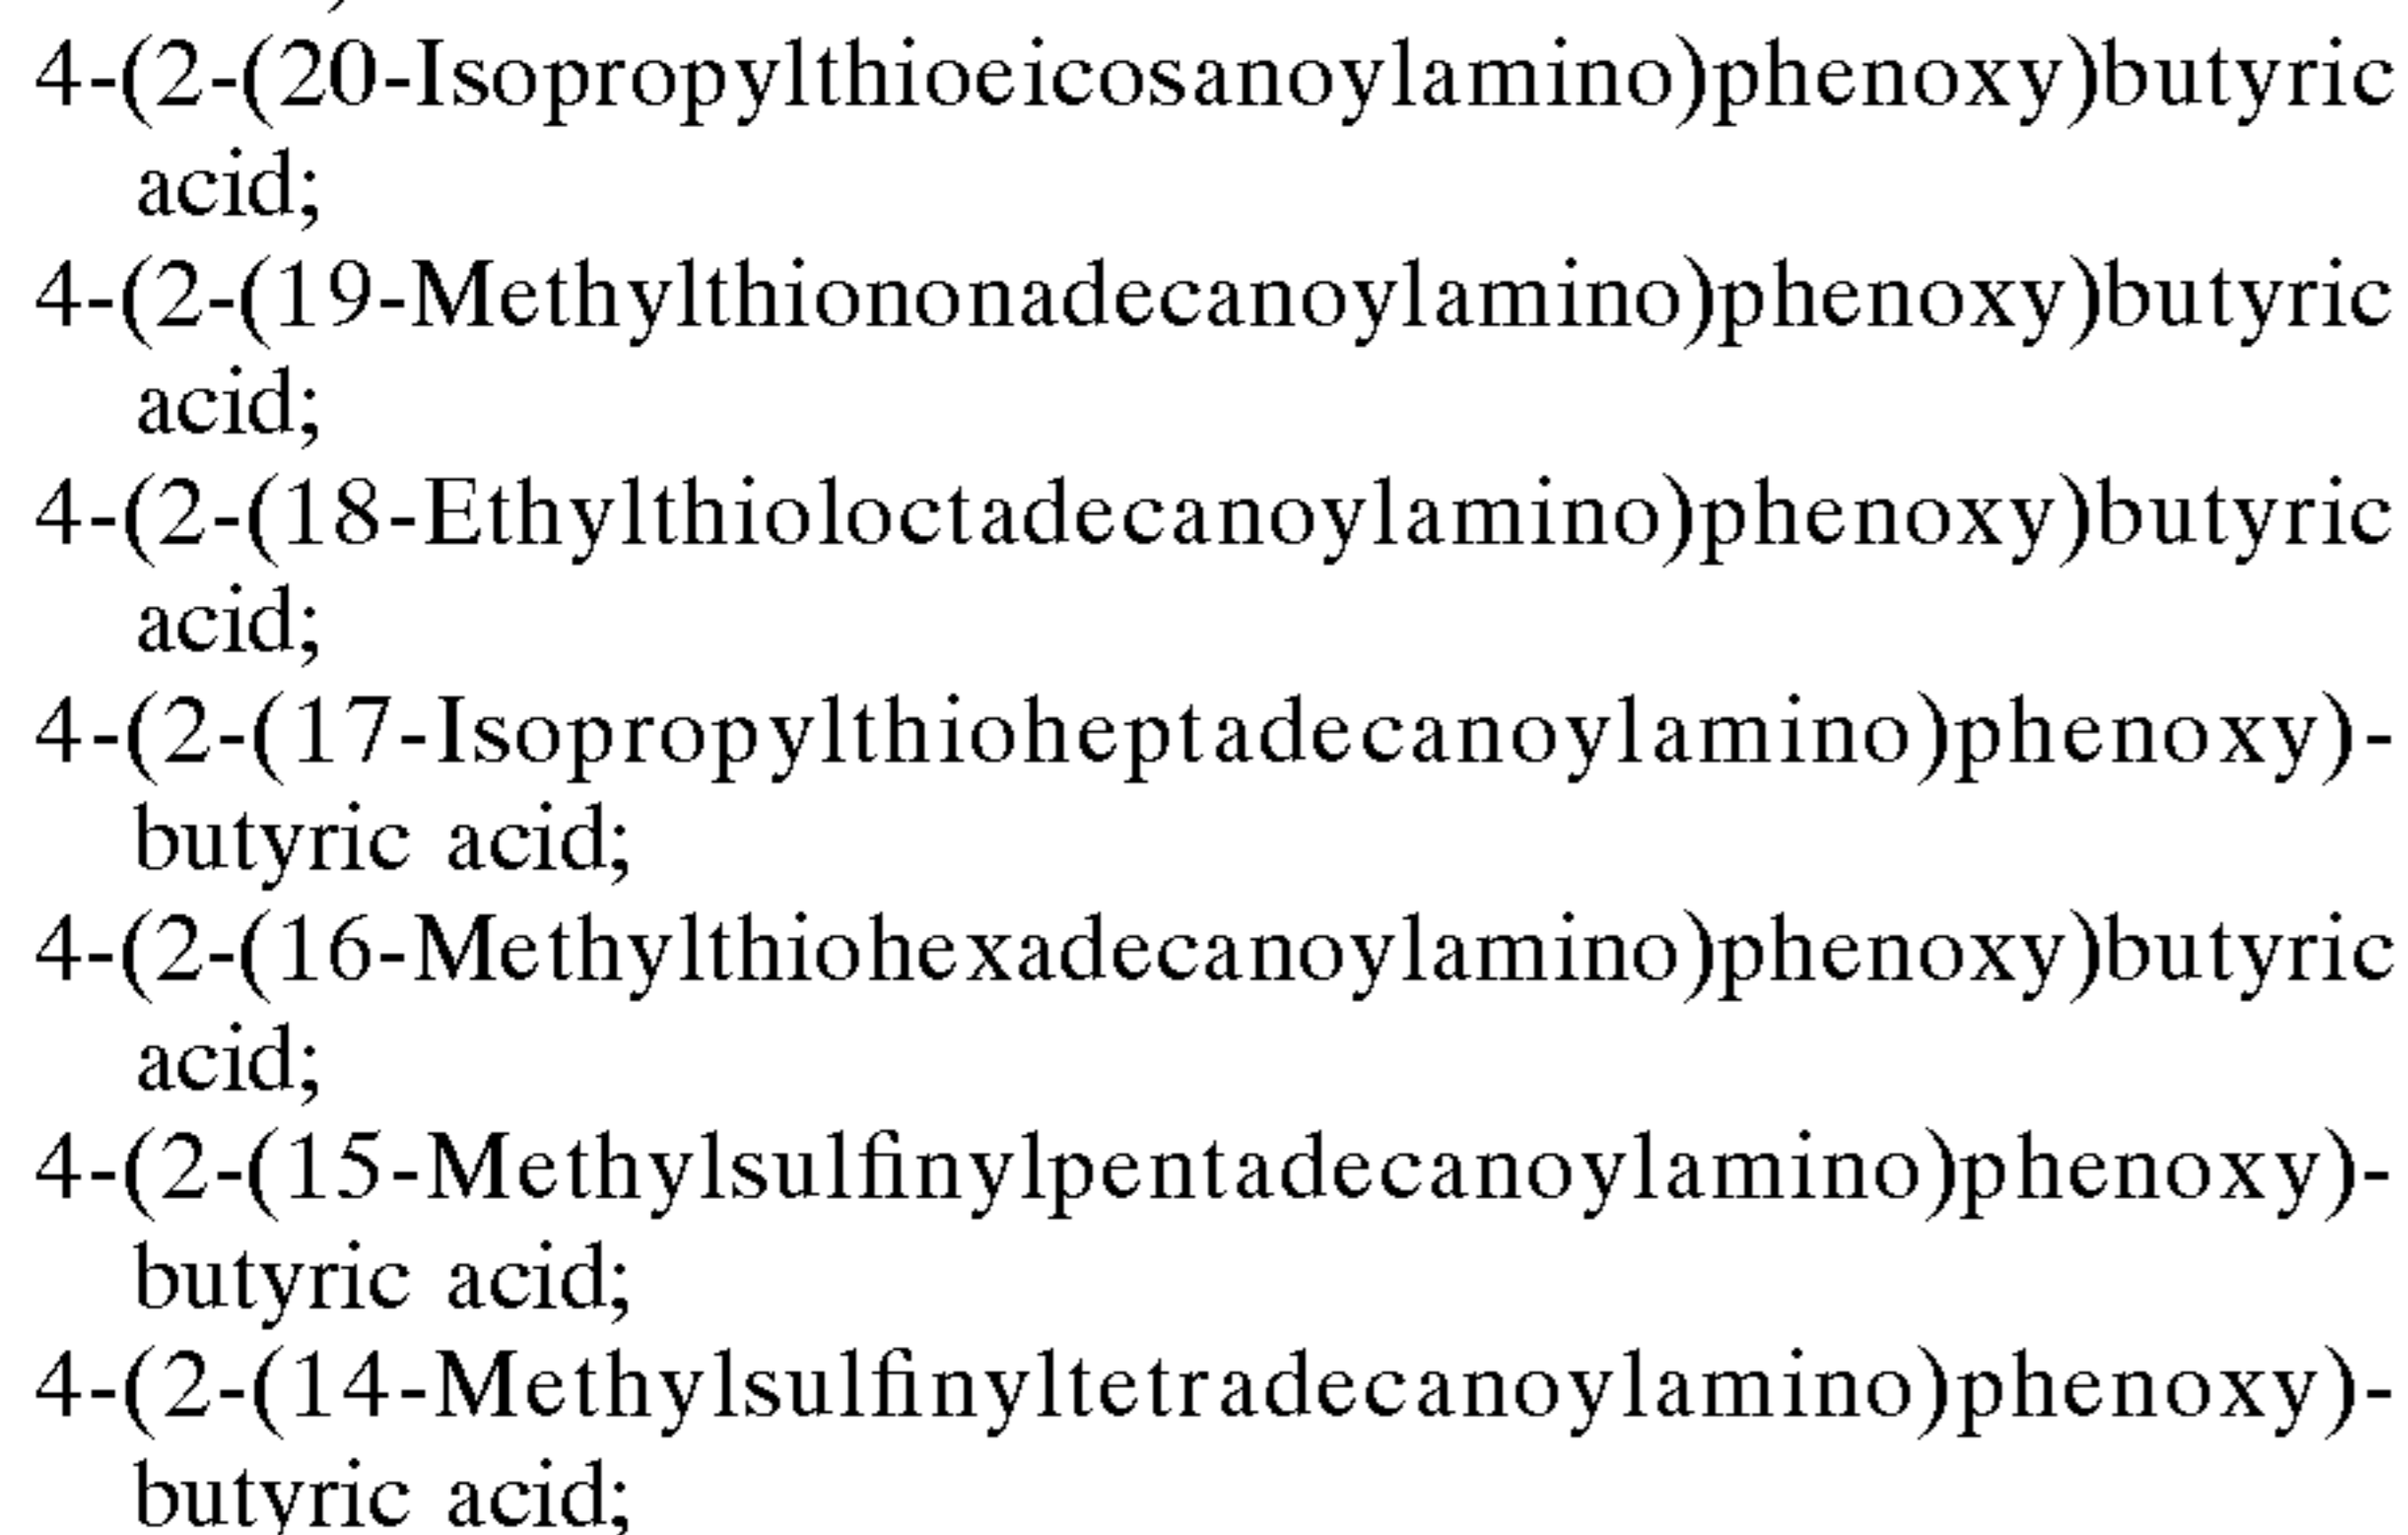 4-(2-(20-Isopropylthioeicosanoylamino)phenoxy)butyric
acid;
4-(2-(19-Methylthiononadecanoylamino)phenoxy)butyric
acid;
4-(2-(18-Ethylthioloctadecanoylamino)phenoxy)butyric
acid;
4-(2-(17-Isopropylthioheptadecanoylamino)phenoxy)-
butyric acid;
4-(2-(16-Methylthiohexadecanoylamino)phenoxy)butyric
acid;
4-(2-(15-Methylsulfinylpentadecanoylamino)phenoxy)-
butyric acid;
4-(2-(14-Methylsulfinyltetradecanoylamino)phenoxy)-
butyric acid;